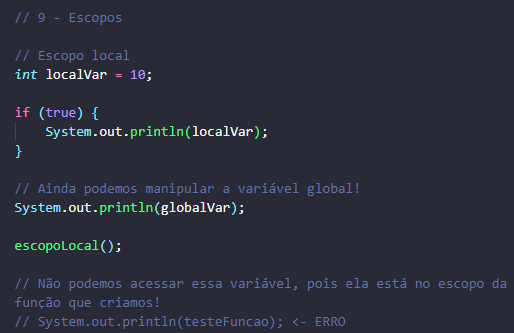 // 9 - Escopos
// Escopo local
int localVar = 10;
if (true) {
System.out.println(localVar);
}
// Ainda podemos manipular a variável global!
System.out.println(globalVar);
escopoLocal();
// Não podemos acessar essa variável, pois ela está no escopo da
função que criamos!
// System.out.println(testeFuncao); <- ERRO